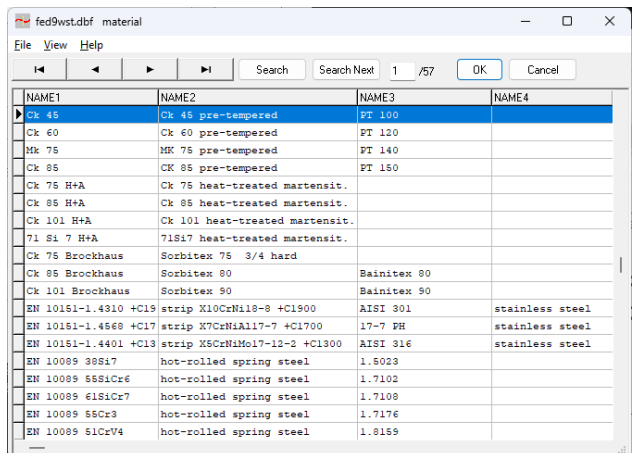 fed9wst.dbf material
File View Help
Search Search Next 1 /57 OK Cancel
NAME1 NAME2 NAME3 NAME4
Ck 45 Ck 45 pre-tempered PT 100
Ck 60 Ck 60 pre-tempered PT 120
Mk 75 MK 75 pre-tempered PT 140
Ck 85 CK 85 pre-tempered PT 150
Ck 75 H+A Ck 75 heat-treated martensit.
Ck 85 H+A Ck 85 heat-treated martensit.
Ck 101 H+A Ck 101 heat-treated martensit.
71 Si 7 H+A 71Si7 heat-treated martensit.
Ck 75 Brockhaus Sorbitex 75 3/4 hard
Ck 85 Brockhaus Sorbitex 80 Bainitex 80
Ck 101 Brockhaus Sorbitex 90 Bainitex 90
EN 10151-1.4310 +C19 strip X10CrNi18-8 +C1900 AISI 301 stainless steel
EN 10151-1.4568 +C17 strip X7CrNiAl17-7 +C1700 17-7 PH stainless steel
EN 10151-1.4401 +C13 strip X5CrNiMo17-12-2 +C1300 AISI 316 stainless steel
EN 10089 38Si7 hot-rolled spring steel 1.5023
EN 10089 55SiCr6 hot-rolled spring steel 1.7102
EN 10089 61SiCr7 hot-rolled spring steel 1.7108
EN 10089 55Cr3 hot-rolled spring steel 1.7176
EN 10089 51CrV4 hot-rolled spring steel 1.8159